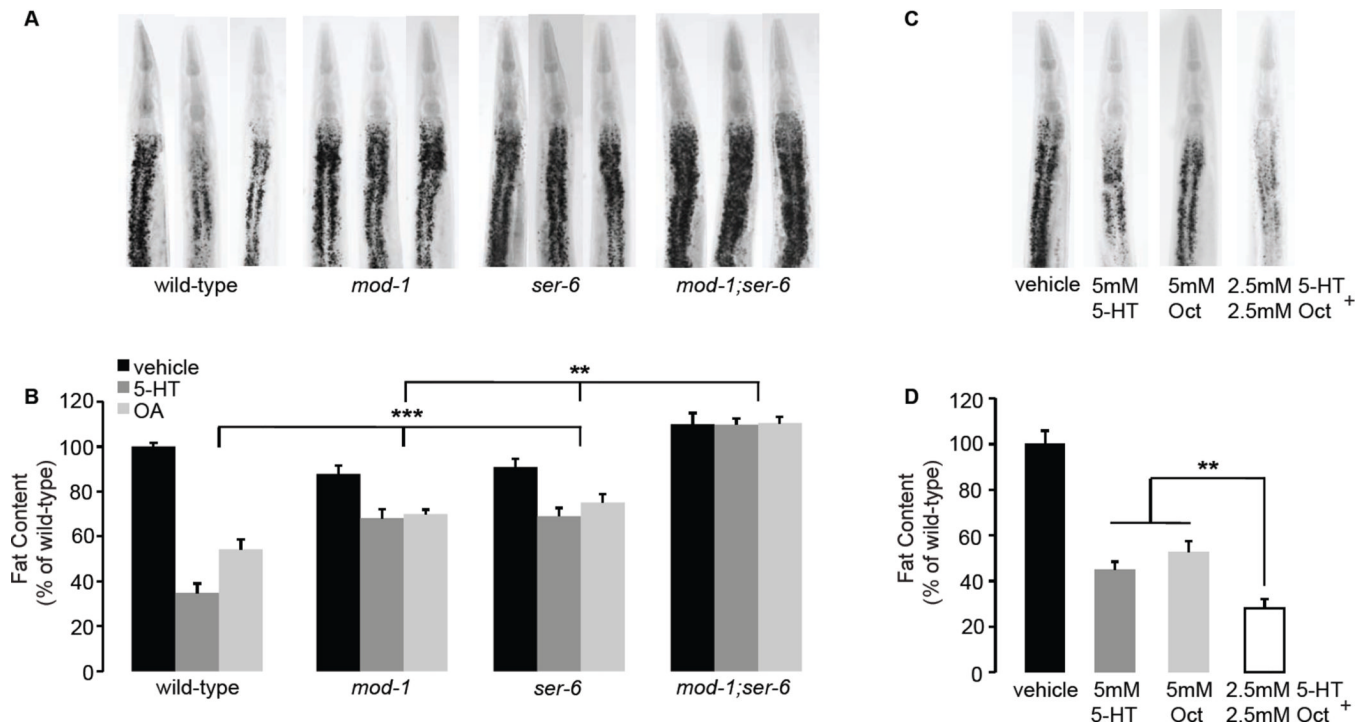 A
wild-type
mod-1
ser-6
mod-1;ser-6
C
vehicle
5mM
5-HT
5mM
Oct
2.5mM 5-HT
2.5mM Oct +
B
vehicle
5-HT
OA
**
***
120
100
80
60
40
20
0
Fat Content
(% of wild-type)
wild-type
mod-1
ser-6
mod-1;ser-6
D
**
120
100
80
60
40
20
0
Fat Content
(% of wild-type)
vehicle
5mM
5-HT
5mM
Oct
2.5mM 5-HT
2.5mM Oct +